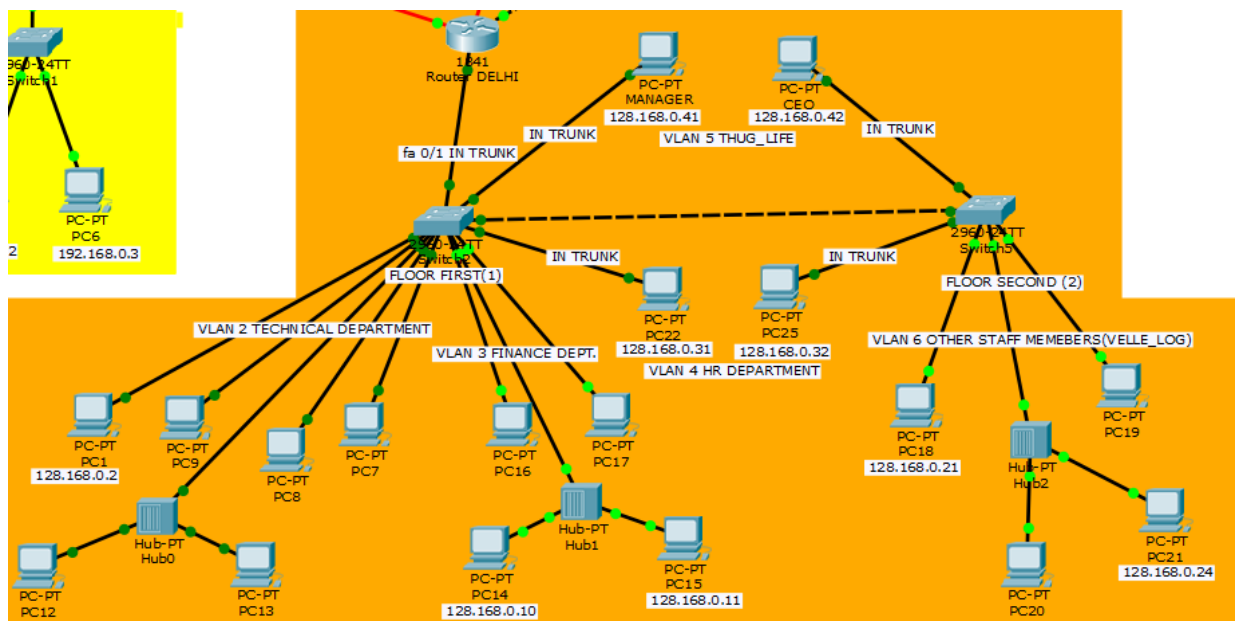 2960-24TT
Switch1
PC-PT
PC6
192.168.0.3
2
1841
Router DELHI
fa 0/1 IN TRUNK
IN TRUNK
PC-PT
MANAGER
128.168.0.41
VLAN 5 THUG_LIFE
PC-PT
CEO
128.168.0.42
IN TRUNK
2960-24TT
Switch2
FLOOR FIRST(1)
IN TRUNK
PC-PT
PC22
128.168.0.31
IN TRUNK
PC-PT
PC25
128.168.0.32
VLAN 4 HR DEPARTMENT
2960-24TT
Switch5
FLOOR SECOND (2)
VLAN 2 TECHNICAL DEPARTMENT
VLAN 3 FINANCE DEPT.
VLAN 6 OTHER STAFF MEMEBERS(VELLE_LOG)
PC-PT
PC1
128.168.0.2
PC-PT
PC9
PC-PT
PC8
PC-PT
PC7
PC-PT
PC16
PC-PT
PC17
PC-PT
PC18
128.168.0.21
PC-PT
PC19
Hub-PT
Hub0
PC-PT
PC12
PC-PT
PC13
Hub-PT
Hub1
PC-PT
PC14
128.168.0.10
PC-PT
PC15
128.168.0.11
Hub-PT
Hub2
PC-PT
PC20
PC-PT
PC21
128.168.0.24